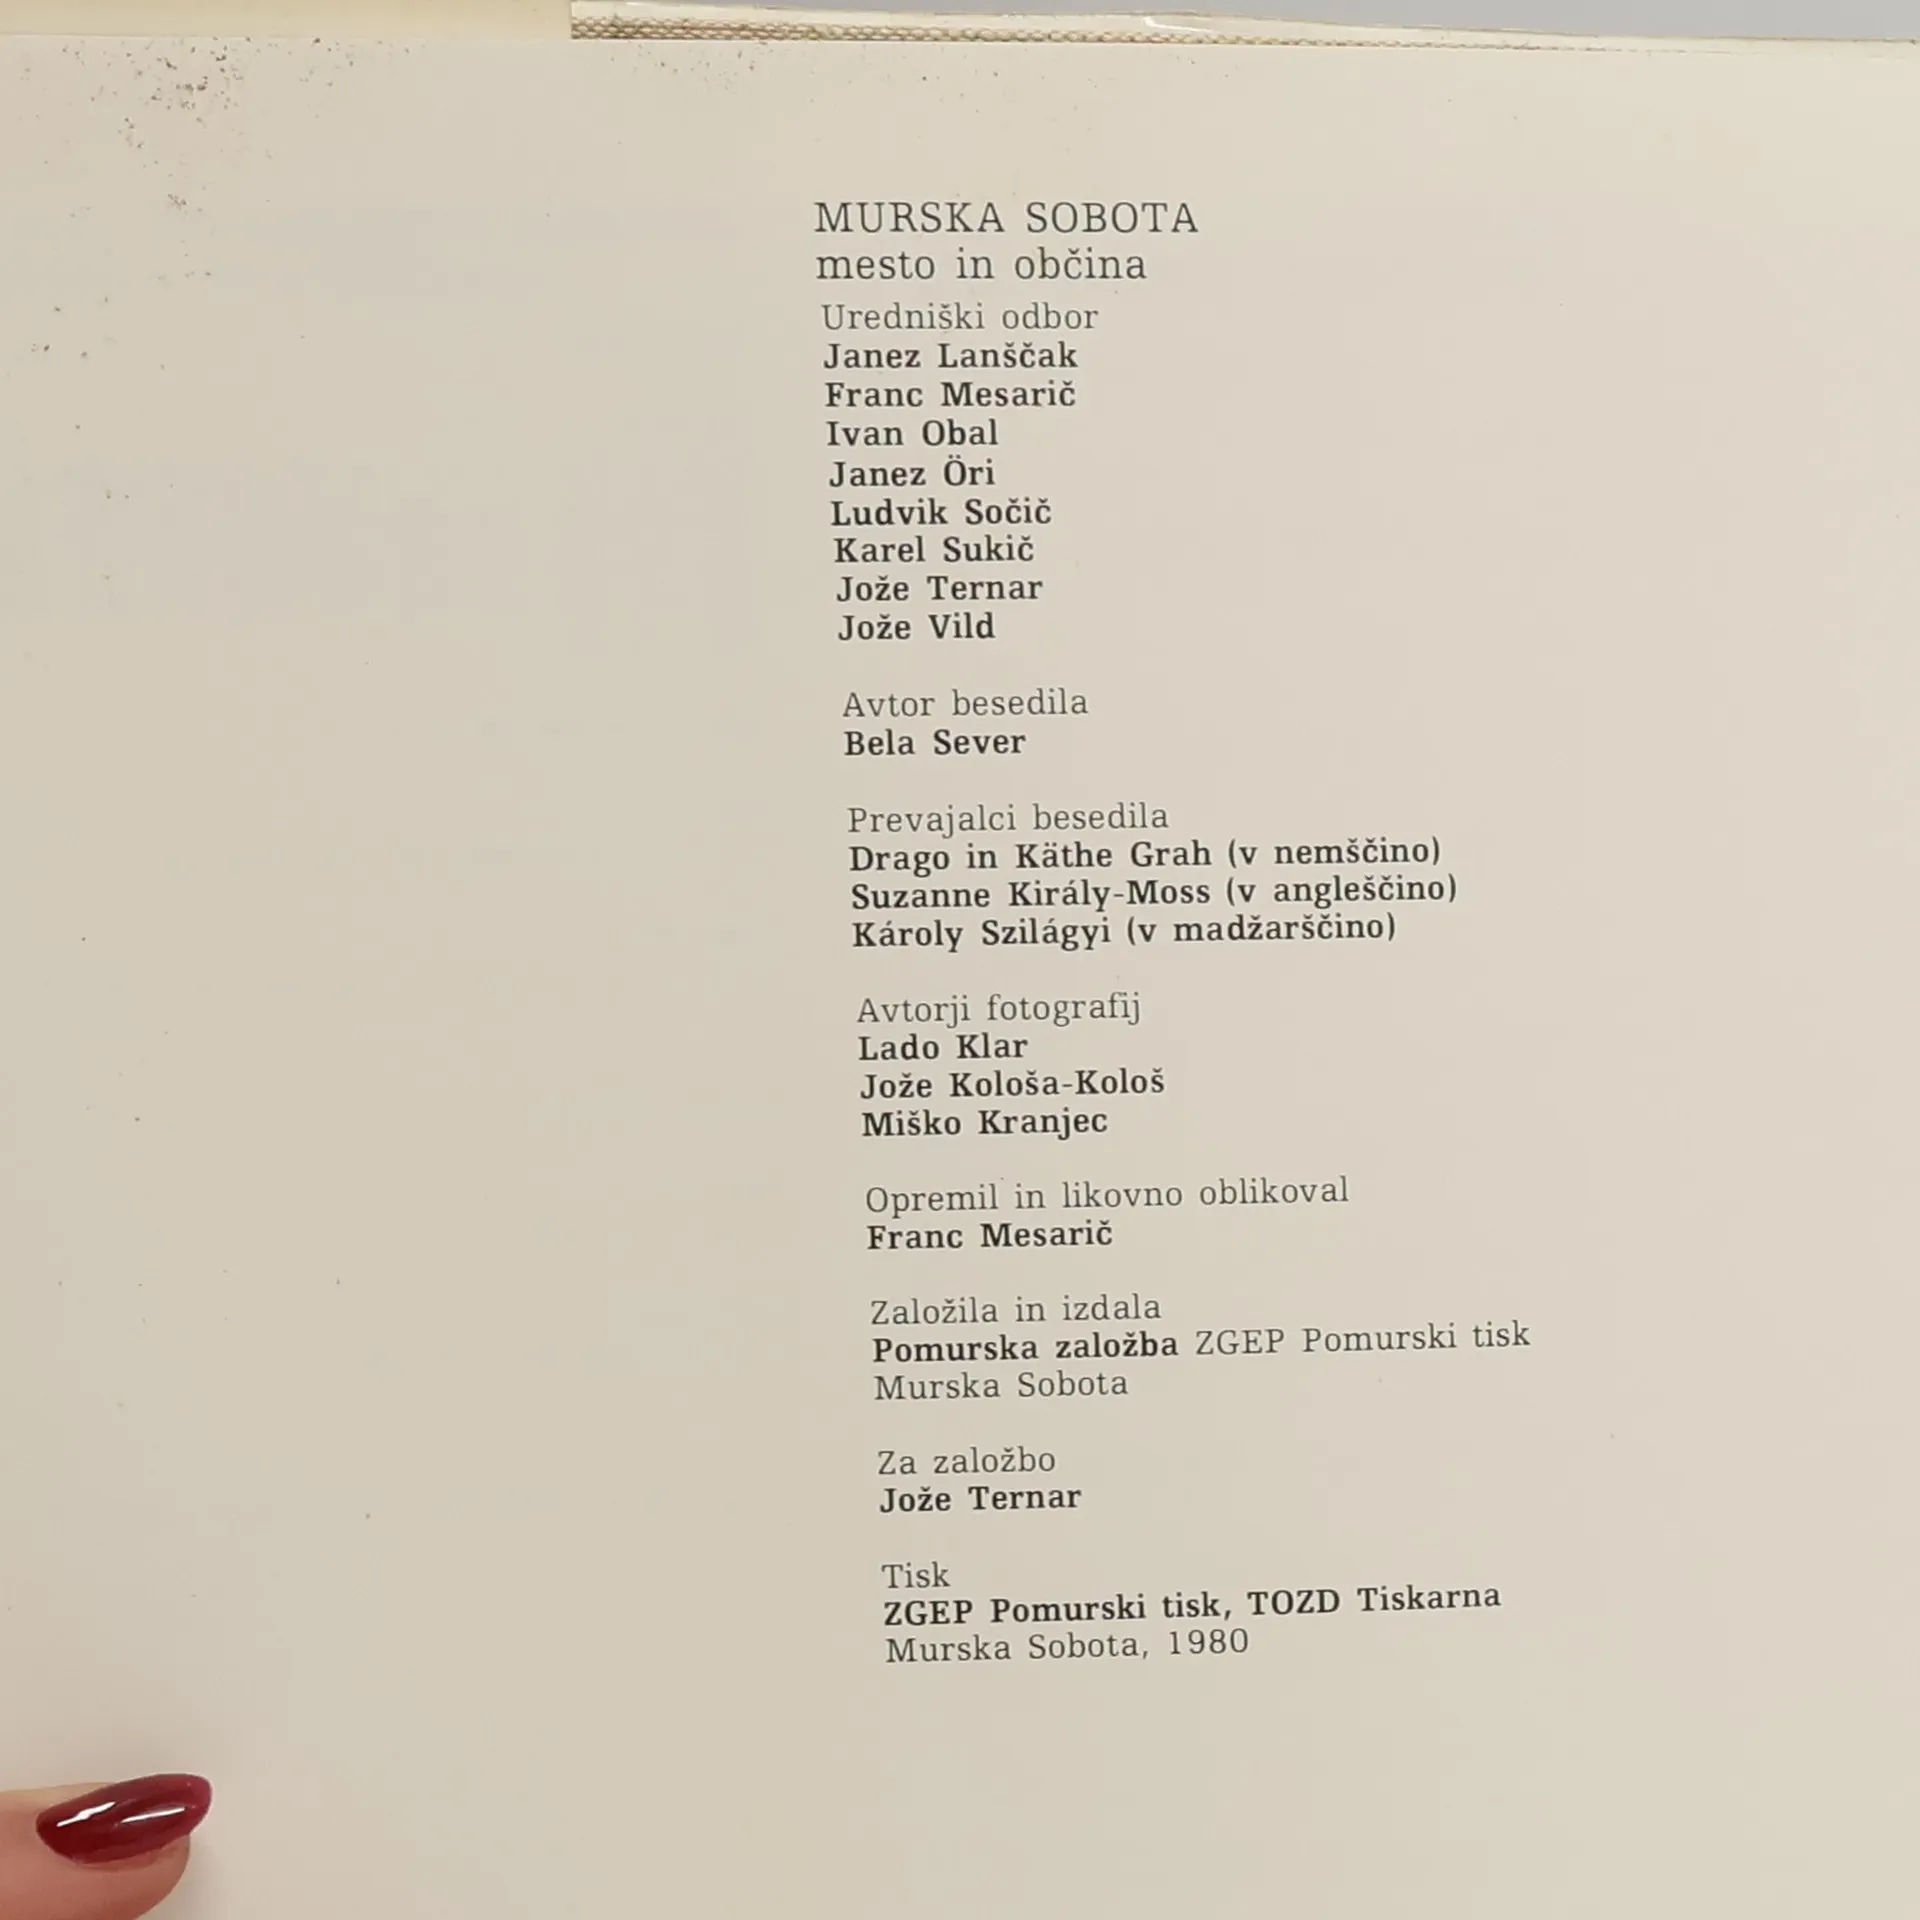 MURSKA SOBOTA
mesto in občina
Uredniški odbor
Janez Lanščak
Franc Mesarič
Ivan Obal
Janez Öri
Ludvik Sočič
Karel Sukič
Jože Ternar
Jože Vild
Avtor besedila
Bela Sever
Prevajalci besedila
Drago in Käthe Grah (v nemščino)
Suzanne Király-Moss (v angleščino)
Károly Szilágyi (v madžarščino)
Avtorji fotografij
Lado Klar
Jože Kološa-Kološ
Miško Kranjec
Opremil in likovno oblikoval
Franc Mesarič
Založila in izdala
Pomurska založba ZGEP Pomurski tisk
Murska Sobota
Za založbo
Jože Ternar
Tisk
ZGEP Pomurski tisk, TOZD Tiskarna
Murska Sobota, 1980